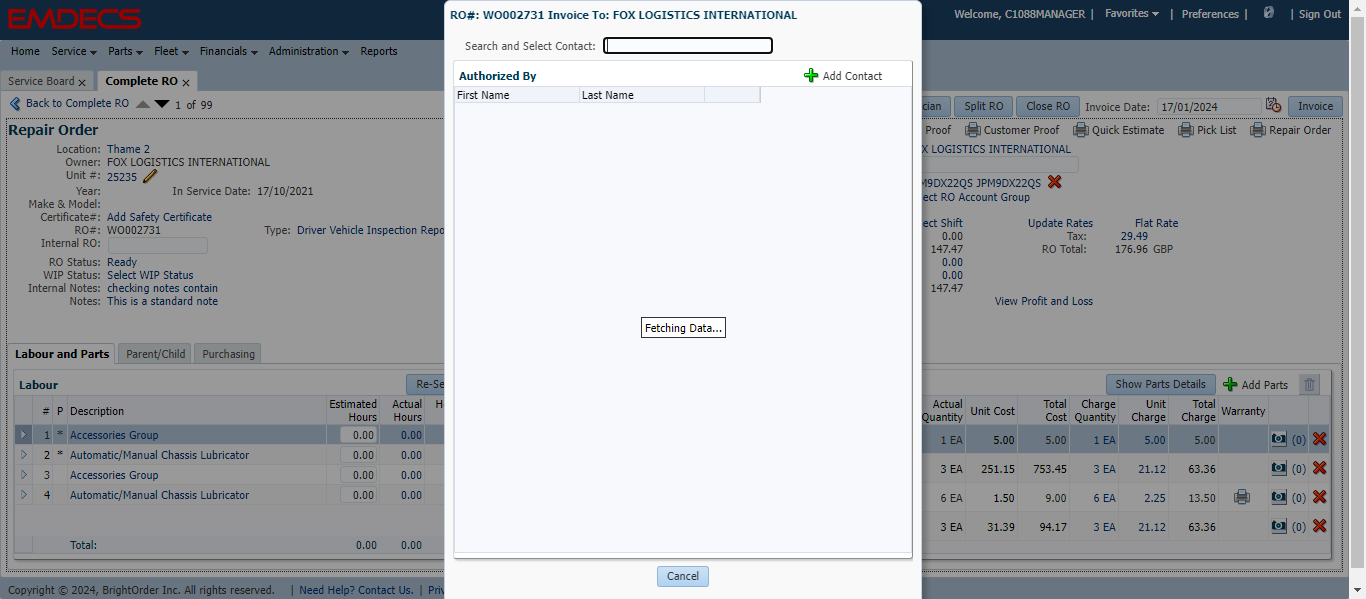 EMDECS
Welcome, C1088MANAGER | Favorites | Preferences | | Sign Out
Home Service Parts Fleet Financials Administration Reports
Service Board x Complete RO x
Back to Complete RO 1 of 99
Split RO Close RO Invoice Date: 17/01/2024 Invoice
Proof Customer Proof Quick Estimate Pick List Repair Order
Repair Order
Location: Thame 2
Owner: FOX LOGISTICS INTERNATIONAL
Unit #: 25235
Year: In Service Date: 17/10/2021
Make & Model:
Certificate#: Add Safety Certificate
RO#: WO002731 Type: Driver Vehicle Inspection Repo
Internal RO:
RO Status: Ready
WIP Status: Select WIP Status
Internal Notes: checking notes contain
Notes: This is a standard note
RO#: WO002731 Invoice To: FOX LOGISTICS INTERNATIONAL
Search and Select Contact:
Authorized By Add Contact
First Name Last Name
Fetching Data...
Cancel
X LOGISTICS INTERNATIONAL
M9DX22QS JPM9DX22QS
ect RO Account Group
ect Shift Update Rates Flat Rate
0.00 Tax: 29.49
147.47 RO Total: 176.96 GBP
0.00
0.00
147.47
View Profit and Loss
Labour and Parts Parent/Child Purchasing
Labour Re-Se
# P Description Estimated Hours Actual Hours H
1 * Accessories Group 0.00 0.00
2 * Automatic/Manual Chassis Lubricator 0.00 0.00
3 Accessories Group 0.00 0.00
4 Automatic/Manual Chassis Lubricator 0.00 0.00
Total: 0.00 0.00
Show Parts Details Add Parts
Actual Quantity Unit Cost Total Cost Charge Quantity Unit Charge Total Charge Warranty
1 EA 5.00 5.00 1 EA 5.00 5.00 (0)
3 EA 251.15 753.45 3 EA 21.12 63.36 (0)
6 EA 1.50 9.00 6 EA 2.25 13.50 (0)
3 EA 31.39 94.17 3 EA 21.12 63.36 (0)
Copyright © 2024, BrightOrder Inc. All rights reserved. | Need Help? Contact Us. | Priv